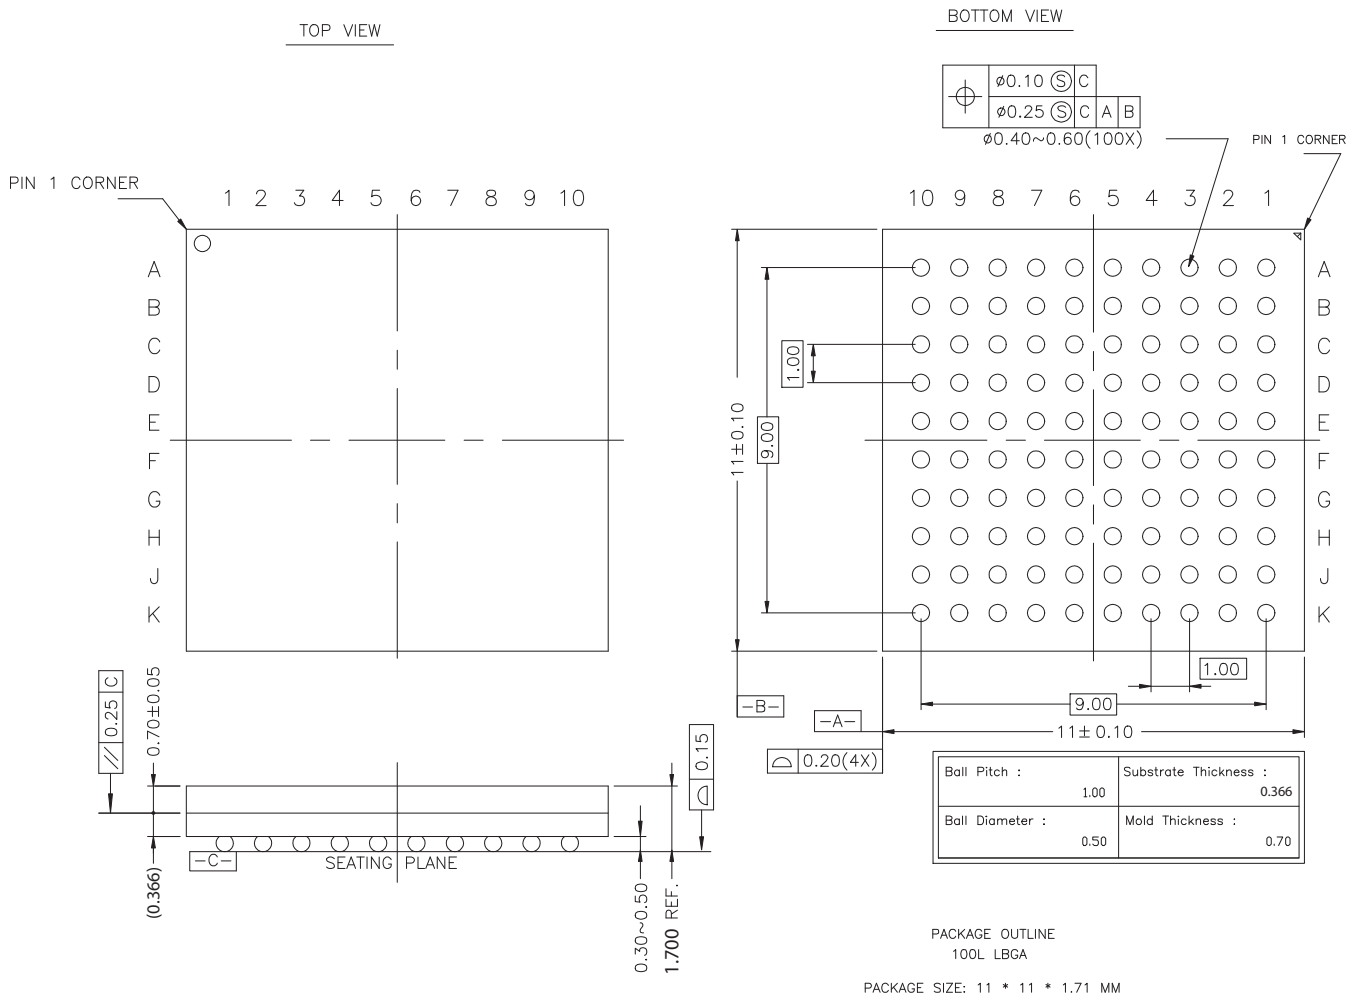 TOP VIEW
BOTTOM VIEW
⌀0.10 Ⓢ C
⌀0.25 Ⓢ C A B
⌀0.40~0.60(100X)
PIN 1 CORNER
PIN 1 CORNER
1 2 3 4 5 6 7 8 9 10
10 9 8 7 6 5 4 3 2 1
A
B
C
D
E
F
G
H
J
K
A
B
C
D
E
F
G
H
J
K
1.00
9.00
11±0.10
1.00
9.00
11±0.10
-B-
-A-
⌓ 0.20(4X)
// 0.25 C
0.70±0.05
(0.366)
-C-
SEATING PLANE
0.30~0.50
1.700 REF.
⌓ 0.15
Ball Pitch :
1.00
Substrate Thickness :
0.366
Ball Diameter :
0.50
Mold Thickness :
0.70
PACKAGE OUTLINE
100L LBGA
PACKAGE SIZE: 11 * 11 * 1.71 MM